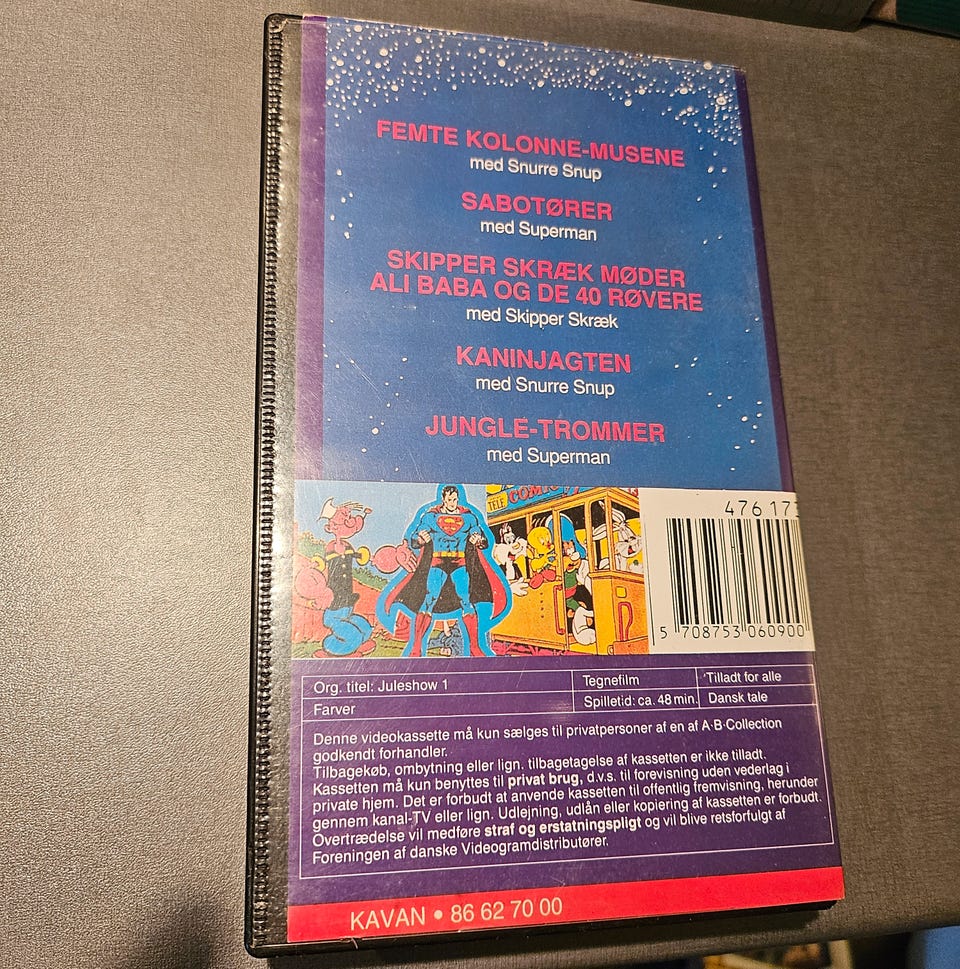 FEMTE KOLONNE-MUSENE
med Snurre Snup
SABOTØRER
med Superman
SKIPPER SKRÆK MØDER
ALI BABA OG DE 40 RØVERE
med Skipper Skræk
KANINJAGTEN
med Snurre Snup
JUNGLE-TROMMER
med Superman
TELE COMIC
476 173
5 708753 060900
Org. titel: Juleshow 1
Tegnefilm
Tilladt for alle
Farver
Spilletid: ca. 48 min.
Dansk tale
Denne videokassette må kun sælges til privatpersoner af en af A·B·Collection
godkendt forhandler.
Tilbagekøb, ombytning eller lign. tilbagetagelse af kassetten er ikke tilladt.
Kassetten må kun benyttes til privat brug, d.v.s. til forevisning uden vederlag i
private hjem. Det er forbudt at anvende kassetten til offentlig fremvisning, herunder
gennem kanal-TV eller lign. Udlejning, udlån eller kopiering af kassetten er forbudt.
Overtrædelse vil medføre straf og erstatningspligt og vil blive retsforfulgt af
Foreningen af danske Videogramdistributører.
KAVAN • 86 62 70 00